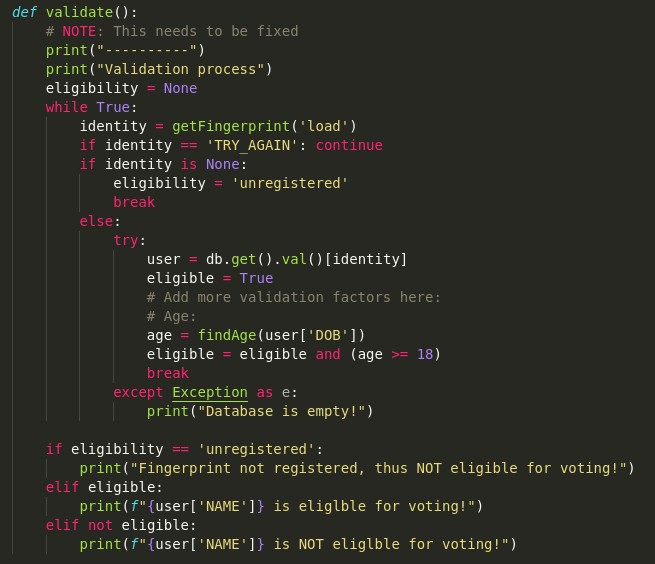 def validate():
    # NOTE: This needs to be fixed
    print("----------")
    print("Validation process")
    eligibility = None
    while True:
        identity = getFingerprint('load')
        if identity == 'TRY_AGAIN': continue
        if identity is None:
            eligibility = 'unregistered'
            break
        else:
            try:
                user = db.get().val()[identity]
                eligible = True
                # Add more validation factors here:
                # Age:
                age = findAge(user['DOB'])
                eligible = eligible and (age >= 18)
                break
            except Exception as e:
                print("Database is empty!")

    if eligibility == 'unregistered':
        print("Fingerprint not registered, thus NOT eligible for voting!")
    elif eligible:
        print(f"{user['NAME']} is eliglble for voting!")
    elif not eligible:
        print(f"{user['NAME']} is NOT eliglble for voting!")